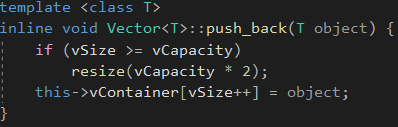 template <class T>
inline void Vector<T>::push_back(T object) {
    if (vSize >= vCapacity)
        resize(vCapacity * 2);
    this->vContainer[vSize++] = object;
}